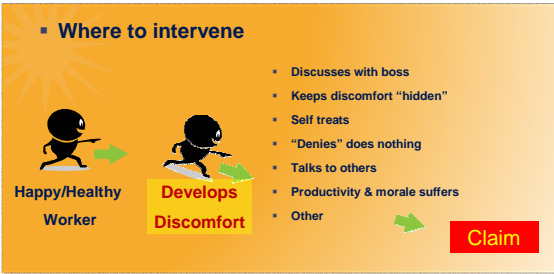 Where to intervene
Discusses with boss
Keeps discomfort “hidden”
Self treats
“Denies” does nothing
Talks to others
Productivity & morale suffers
Other
Happy/Healthy
Worker
Develops
Discomfort
Claim